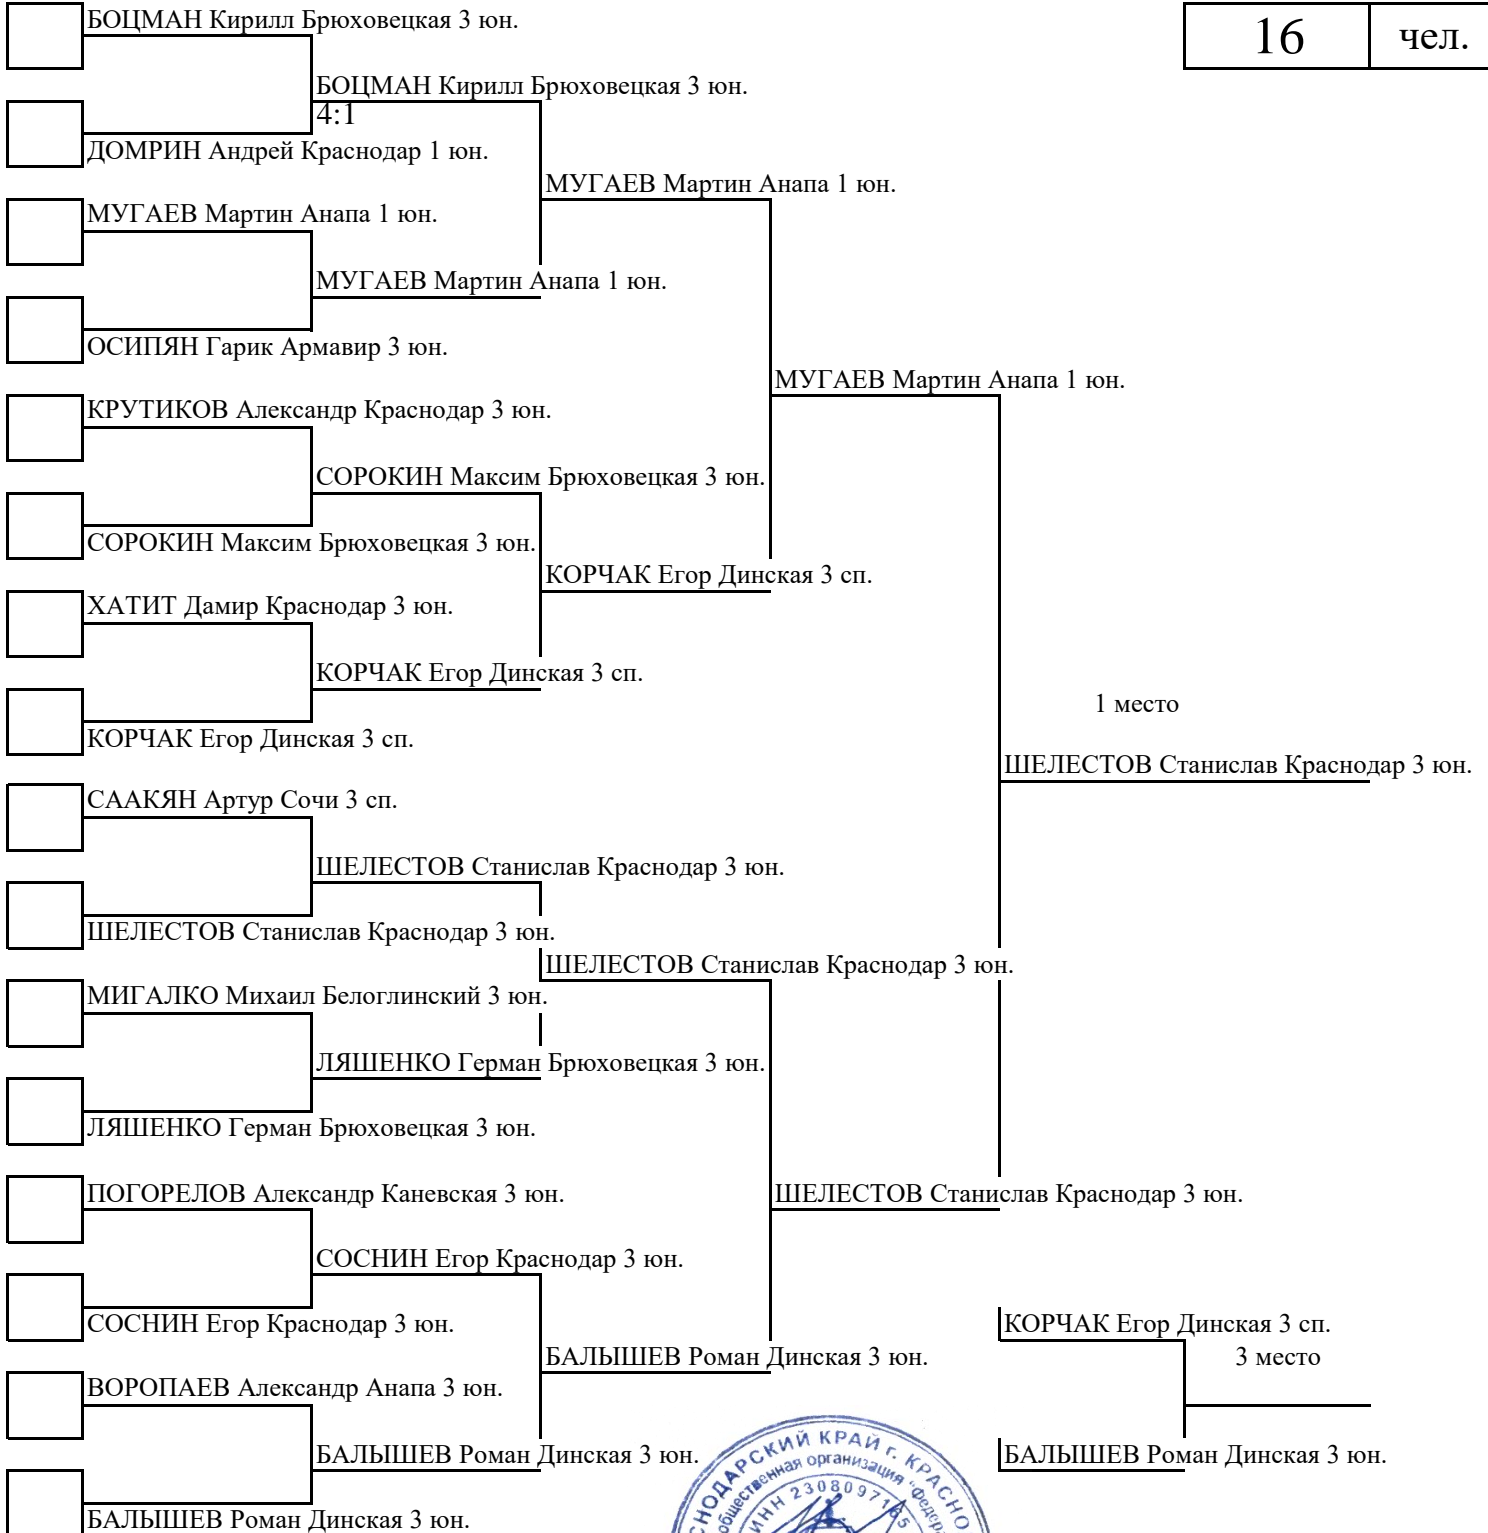 БОЦМАН Кирилл Брюховецкая 3 юн.
16 чел.
БОЦМАН Кирилл Брюховецкая 3 юн.
4:1
ДОМРИН Андрей Краснодар 1 юн.
МУГАЕВ Мартин Анапа 1 юн.
МУГАЕВ Мартин Анапа 1 юн.
МУГАЕВ Мартин Анапа 1 юн.
ОСИПЯН Гарик Армавир 3 юн.
МУГАЕВ Мартин Анапа 1 юн.
КРУТИКОВ Александр Краснодар 3 юн.
СОРОКИН Максим Брюховецкая 3 юн.
СОРОКИН Максим Брюховецкая 3 юн.
КОРЧАК Егор Динская 3 сп.
ХАТИТ Дамир Краснодар 3 юн.
КОРЧАК Егор Динская 3 сп.
1 место
КОРЧАК Егор Динская 3 сп.
ШЕЛЕСТОВ Станислав Краснодар 3 юн.
СААКЯН Артур Сочи 3 сп.
ШЕЛЕСТОВ Станислав Краснодар 3 юн.
ШЕЛЕСТОВ Станислав Краснодар 3 юн.
ШЕЛЕСТОВ Станислав Краснодар 3 юн.
МИГАЛКО Михаил Белоглинский 3 юн.
ЛЯШЕНКО Герман Брюховецкая 3 юн.
ЛЯШЕНКО Герман Брюховецкая 3 юн.
ПОГОРЕЛОВ Александр Каневская 3 юн.
ШЕЛЕСТОВ Станислав Краснодар 3 юн.
СОСНИН Егор Краснодар 3 юн.
СОСНИН Егор Краснодар 3 юн.
КОРЧАК Егор Динская 3 сп.
БАЛЫШЕВ Роман Динская 3 юн.
3 место
ВОРОПАЕВ Александр Анапа 3 юн.
БАЛЫШЕВ Роман Динская 3 юн.
БАЛЫШЕВ Роман Динская 3 юн.
БАЛЫШЕВ Роман Динская 3 юн.
КРАЙ г.
общественная организация
ИНН 2308097165